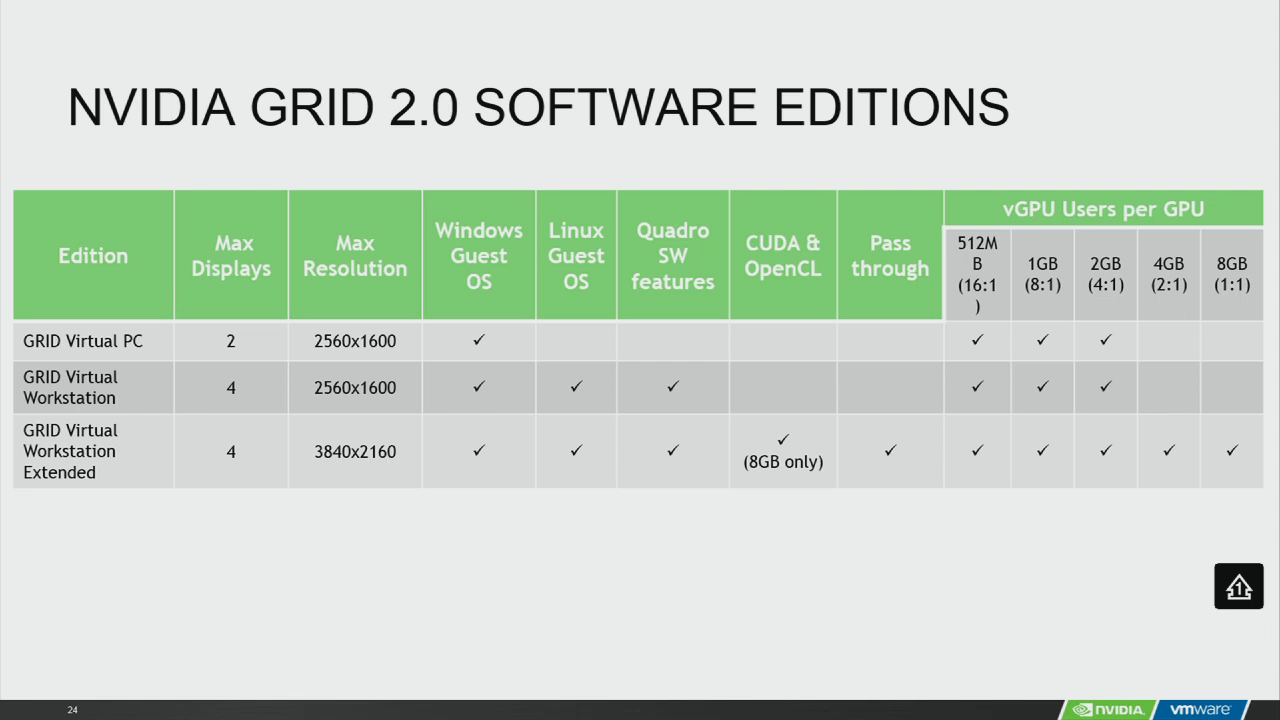 NVIDIA GRID 2.0 SOFTWARE EDITIONS
Edition
Max
Displays
Max
Resolution
Windows
Guest
OS
Linux
Guest
OS
Quadro
SW
features
CUDA &
OpenCL
Pass
through
vGPU Users per GPU
512M
B
(16:1
)
1GB
(8:1)
2GB
(4:1)
4GB
(2:1)
8GB
(1:1)
GRID Virtual PC
2
2560x1600
✓
✓
✓
✓
GRID Virtual
Workstation
4
2560x1600
✓
✓
✓
✓
✓
✓
GRID Virtual
Workstation
Extended
4
3840x2160
✓
✓
✓
✓
(8GB only)
✓
✓
✓
✓
✓
✓
1
24
NVIDIA.
vmware